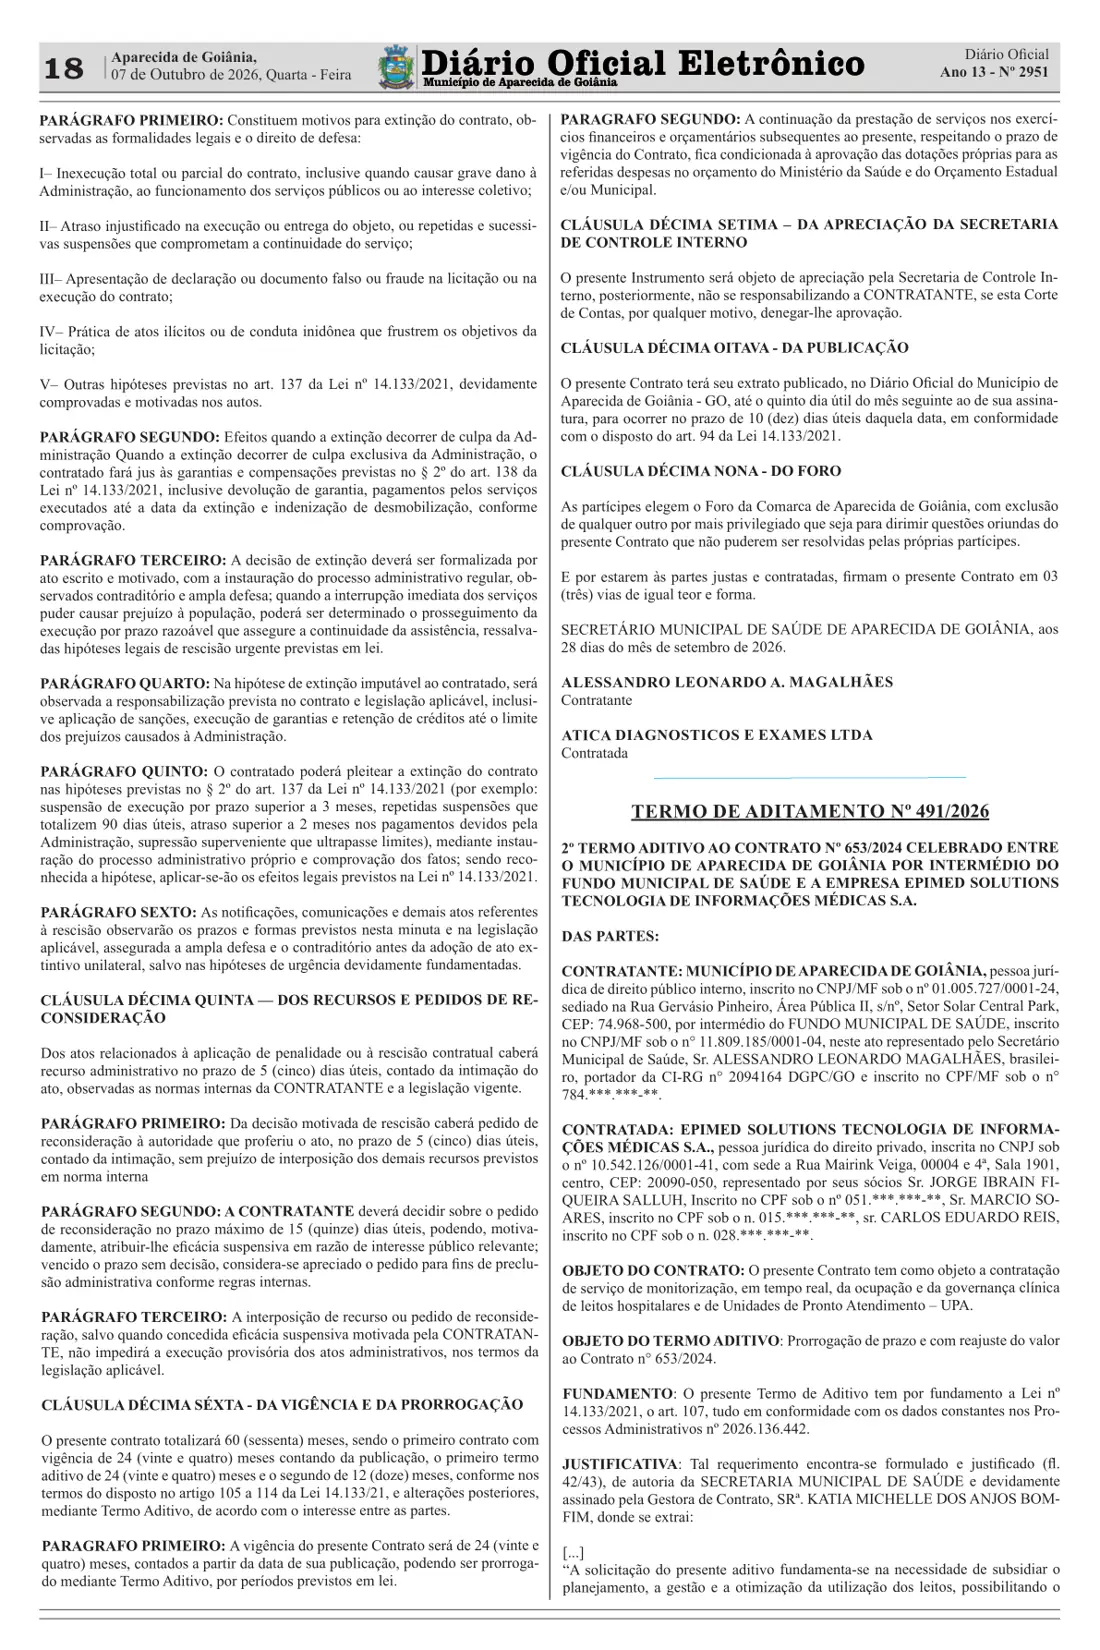 18
Aparecida de Goiânia,
07 de Outubro de 2026, Quarta - Feira
Diário Oficial Eletrônico
Município de Aparecida de Goiânia
Diário Oficial
Ano 13 - Nº 2951
PARÁGRAFO PRIMEIRO: Constituem motivos para extinção do contrato, ob-
servadas as formalidades legais e o direito de defesa:
I– Inexecução total ou parcial do contrato, inclusive quando causar grave dano à
Administração, ao funcionamento dos serviços públicos ou ao interesse coletivo;
II– Atraso injustificado na execução ou entrega do objeto, ou repetidas e sucessi-
vas suspensões que comprometam a continuidade do serviço;
III– Apresentação de declaração ou documento falso ou fraude na licitação ou na
execução do contrato;
IV– Prática de atos ilícitos ou de conduta inidônea que frustrem os objetivos da
licitação;
V– Outras hipóteses previstas no art. 137 da Lei nº 14.133/2021, devidamente
comprovadas e motivadas nos autos.
PARÁGRAFO SEGUNDO: Efeitos quando a extinção decorrer de culpa da Ad-
ministração Quando a extinção decorrer de culpa exclusiva da Administração, o
contratado fará jus às garantias e compensações previstas no § 2º do art. 138 da
Lei nº 14.133/2021, inclusive devolução de garantia, pagamentos pelos serviços
executados até a data da extinção e indenização de desmobilização, conforme
comprovação.
PARÁGRAFO TERCEIRO: A decisão de extinção deverá ser formalizada por
ato escrito e motivado, com a instauração do processo administrativo regular, ob-
servados contraditório e ampla defesa; quando a interrupção imediata dos serviços
puder causar prejuízo à população, poderá ser determinado o prosseguimento da
execução por prazo razoável que assegure a continuidade da assistência, ressalva-
das hipóteses legais de rescisão urgente previstas em lei.
PARÁGRAFO QUARTO: Na hipótese de extinção imputável ao contratado, será
observada a responsabilização prevista no contrato e legislação aplicável, inclusi-
ve aplicação de sanções, execução de garantias e retenção de créditos até o limite
dos prejuízos causados à Administração.
PARÁGRAFO QUINTO: O contratado poderá pleitear a extinção do contrato
nas hipóteses previstas no § 2º do art. 137 da Lei nº 14.133/2021 (por exemplo:
suspensão de execução por prazo superior a 3 meses, repetidas suspensões que
totalizem 90 dias úteis, atraso superior a 2 meses nos pagamentos devidos pela
Administração, supressão superveniente que ultrapasse limites), mediante instau-
ração do processo administrativo próprio e comprovação dos fatos; sendo reco-
nhecida a hipótese, aplicar-se-ão os efeitos legais previstos na Lei nº 14.133/2021.
PARÁGRAFO SEXTO: As notificações, comunicações e demais atos referentes
à rescisão observarão os prazos e formas previstos nesta minuta e na legislação
aplicável, assegurada a ampla defesa e o contraditório antes da adoção de ato ex-
tintivo unilateral, salvo nas hipóteses de urgência devidamente fundamentadas.
CLÁUSULA DÉCIMA QUINTA — DOS RECURSOS E PEDIDOS DE RE-
CONSIDERAÇÃO
Dos atos relacionados à aplicação de penalidade ou à rescisão contratual caberá
recurso administrativo no prazo de 5 (cinco) dias úteis, contado da intimação do
ato, observadas as normas internas da CONTRATANTE e a legislação vigente.
PARÁGRAFO PRIMEIRO: Da decisão motivada de rescisão caberá pedido de
reconsideração à autoridade que proferiu o ato, no prazo de 5 (cinco) dias úteis,
contado da intimação, sem prejuízo de interposição dos demais recursos previstos
em norma interna
PARÁGRAFO SEGUNDO: A CONTRATANTE deverá decidir sobre o pedido
de reconsideração no prazo máximo de 15 (quinze) dias úteis, podendo, motiva-
damente, atribuir-lhe eficácia suspensiva em razão de interesse público relevante;
vencido o prazo sem decisão, considera-se apreciado o pedido para fins de preclu-
são administrativa conforme regras internas.
PARÁGRAFO TERCEIRO: A interposição de recurso ou pedido de reconside-
ração, salvo quando concedida eficácia suspensiva motivada pela CONTRATAN-
TE, não impedirá a execução provisória dos atos administrativos, nos termos da
legislação aplicável.
CLÁUSULA DÉCIMA SÉXTA - DA VIGÊNCIA E DA PRORROGAÇÃO
O presente contrato totalizará 60 (sessenta) meses, sendo o primeiro contrato com
vigência de 24 (vinte e quatro) meses contando da publicação, o primeiro termo
aditivo de 24 (vinte e quatro) meses e o segundo de 12 (doze) meses, conforme nos
termos do disposto no artigo 105 a 114 da Lei 14.133/21, e alterações posteriores,
mediante Termo Aditivo, de acordo com o interesse entre as partes.
PARAGRAFO PRIMEIRO: A vigência do presente Contrato será de 24 (vinte e
quatro) meses, contados a partir da data de sua publicação, podendo ser prorroga-
do mediante Termo Aditivo, por períodos previstos em lei.
PARAGRAFO SEGUNDO: A continuação da prestação de serviços nos exercí-
cios financeiros e orçamentários subsequentes ao presente, respeitando o prazo de
vigência do Contrato, fica condicionada à aprovação das dotações próprias para as
referidas despesas no orçamento do Ministério da Saúde e do Orçamento Estadual
e/ou Municipal.
CLÁUSULA DÉCIMA SETIMA – DA APRECIAÇÃO DA SECRETARIA
DE CONTROLE INTERNO
O presente Instrumento será objeto de apreciação pela Secretaria de Controle In-
terno, posteriormente, não se responsabilizando a CONTRATANTE, se esta Corte
de Contas, por qualquer motivo, denegar-lhe aprovação.
CLÁUSULA DÉCIMA OITAVA - DA PUBLICAÇÃO
O presente Contrato terá seu extrato publicado, no Diário Oficial do Município de
Aparecida de Goiânia - GO, até o quinto dia útil do mês seguinte ao de sua assina-
tura, para ocorrer no prazo de 10 (dez) dias úteis daquela data, em conformidade
com o disposto do art. 94 da Lei 14.133/2021.
CLÁUSULA DÉCIMA NONA - DO FORO
As partícipes elegem o Foro da Comarca de Aparecida de Goiânia, com exclusão
de qualquer outro por mais privilegiado que seja para dirimir questões oriundas do
presente Contrato que não puderem ser resolvidas pelas próprias partícipes.
E por estarem às partes justas e contratadas, firmam o presente Contrato em 03
(três) vias de igual teor e forma.
SECRETÁRIO MUNICIPAL DE SAÚDE DE APARECIDA DE GOIÂNIA, aos
28 dias do mês de setembro de 2026.
ALESSANDRO LEONARDO A. MAGALHÃES
Contratante
ATICA DIAGNOSTICOS E EXAMES LTDA
Contratada
TERMO DE ADITAMENTO Nº 491/2026
2º TERMO ADITIVO AO CONTRATO Nº 653/2024 CELEBRADO ENTRE
O MUNICÍPIO DE APARECIDA DE GOIÂNIA POR INTERMÉDIO DO
FUNDO MUNICIPAL DE SAÚDE E A EMPRESA EPIMED SOLUTIONS
TECNOLOGIA DE INFORMAÇÕES MÉDICAS S.A.
DAS PARTES:
CONTRATANTE: MUNICÍPIO DE APARECIDA DE GOIÂNIA, pessoa jurí-
dica de direito público interno, inscrito no CNPJ/MF sob o nº 01.005.727/0001-24,
sediado na Rua Gervásio Pinheiro, Área Pública II, s/nº, Setor Solar Central Park,
CEP: 74.968-500, por intermédio do FUNDO MUNICIPAL DE SAÚDE, inscrito
no CNPJ/MF sob o n° 11.809.185/0001-04, neste ato representado pelo Secretário
Municipal de Saúde, Sr. ALESSANDRO LEONARDO MAGALHÃES, brasilei-
ro, portador da CI-RG n° 2094164 DGPC/GO e inscrito no CPF/MF sob o n°
784.***.***-**.
CONTRATADA: EPIMED SOLUTIONS TECNOLOGIA DE INFORMA-
ÇÕES MÉDICAS S.A., pessoa jurídica do direito privado, inscrita no CNPJ sob
o nº 10.542.126/0001-41, com sede a Rua Mairink Veiga, 00004 e 4ª, Sala 1901,
centro, CEP: 20090-050, representado por seus sócios Sr. JORGE IBRAIN FI-
QUEIRA SALLUH, Inscrito no CPF sob o nº 051.***.***-**, Sr. MARCIO SO-
ARES, inscrito no CPF sob o n. 015.***.***-**, sr. CARLOS EDUARDO REIS,
inscrito no CPF sob o n. 028.***.***-**.
OBJETO DO CONTRATO: O presente Contrato tem como objeto a contratação
de serviço de monitorização, em tempo real, da ocupação e da governança clínica
de leitos hospitalares e de Unidades de Pronto Atendimento – UPA.
OBJETO DO TERMO ADITIVO: Prorrogação de prazo e com reajuste do valor
ao Contrato n° 653/2024.
FUNDAMENTO: O presente Termo de Aditivo tem por fundamento a Lei nº
14.133/2021, o art. 107, tudo em conformidade com os dados constantes nos Pro-
cessos Administrativos nº 2026.136.442.
JUSTIFICATIVA: Tal requerimento encontra-se formulado e justificado (fl.
42/43), de autoria da SECRETARIA MUNICIPAL DE SAÚDE e devidamente
assinado pela Gestora de Contrato, SRª. KATIA MICHELLE DOS ANJOS BOM-
FIM, donde se extrai:
[...]
“A solicitação do presente aditivo fundamenta-se na necessidade de subsidiar o
planejamento, a gestão e a otimização da utilização dos leitos, possibilitando o